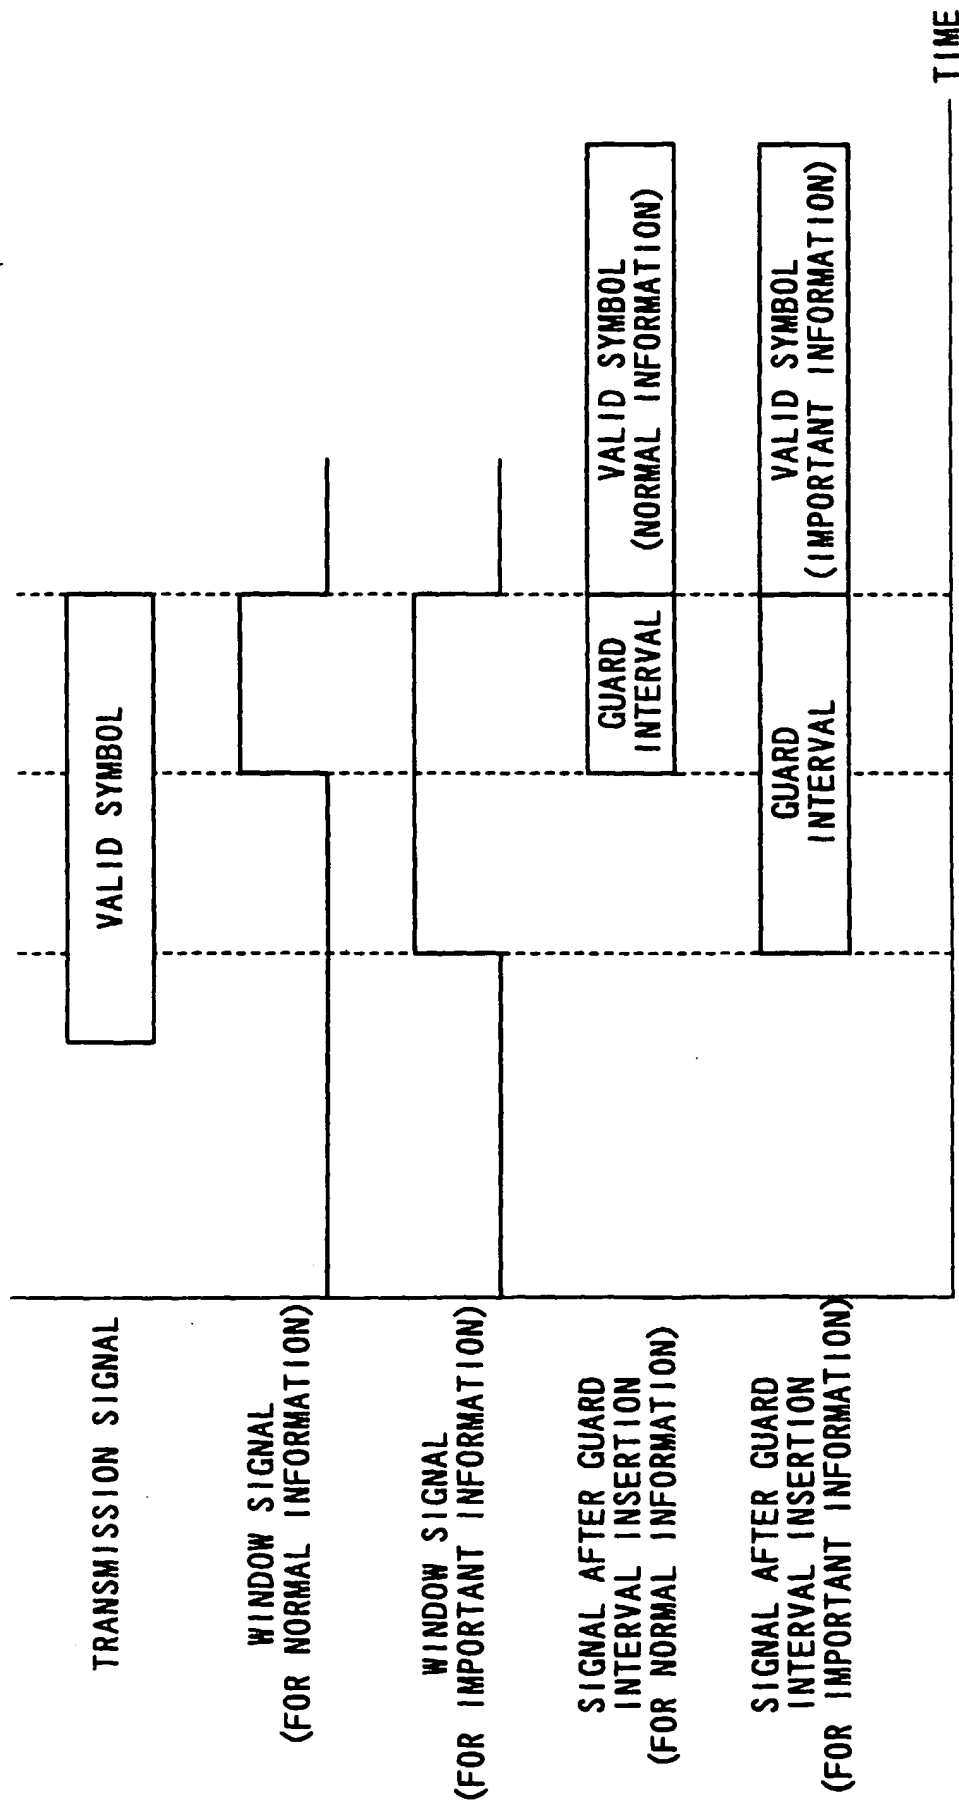 TRANSMISSION SIGNAL
VALID SYMBOL
WINDOW SIGNAL
(FOR NORMAL INFORMATION)
WINDOW SIGNAL
(FOR IMPORTANT INFORMATION)
SIGNAL AFTER GUARD
INTERVAL INSERTION
(FOR NORMAL INFORMATION)
GUARD
INTERVAL
VALID SYMBOL
(NORMAL INFORMATION)
SIGNAL AFTER GUARD
INTERVAL INSERTION
(FOR IMPORTANT INFORMATION)
GUARD
INTERVAL
VALID SYMBOL
(IMPORTANT INFORMATION)
TIME